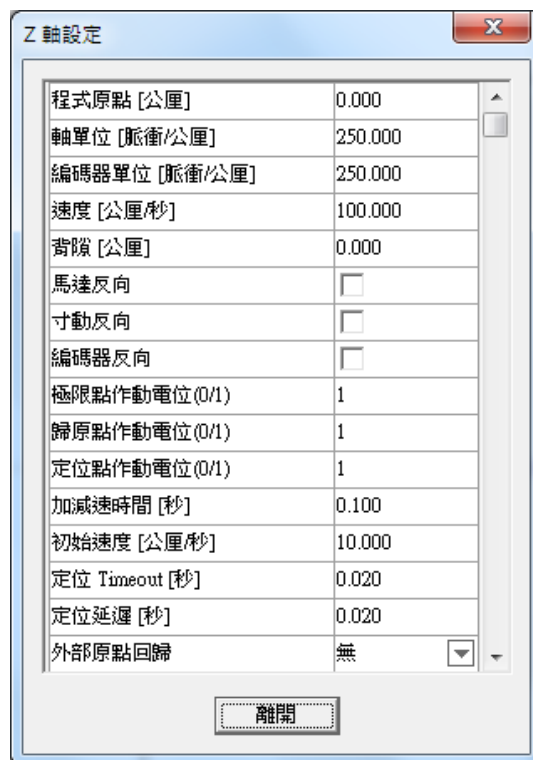 Z 軸設定
程式原點 [公厘] 0.000
軸單位 [脈衝/公厘] 250.000
編碼器單位 [脈衝/公厘] 250.000
速度 [公厘/秒] 100.000
背隙 [公厘] 0.000
馬達反向
寸動反向
編碼器反向
極限點作動電位(0/1) 1
歸原點作動電位(0/1) 1
定位點作動電位(0/1) 1
加減速時間 [秒] 0.100
初始速度 [公厘/秒] 10.000
定位 Timeout [秒] 0.020
定位延遲 [秒] 0.020
外部原點回歸 無
離開